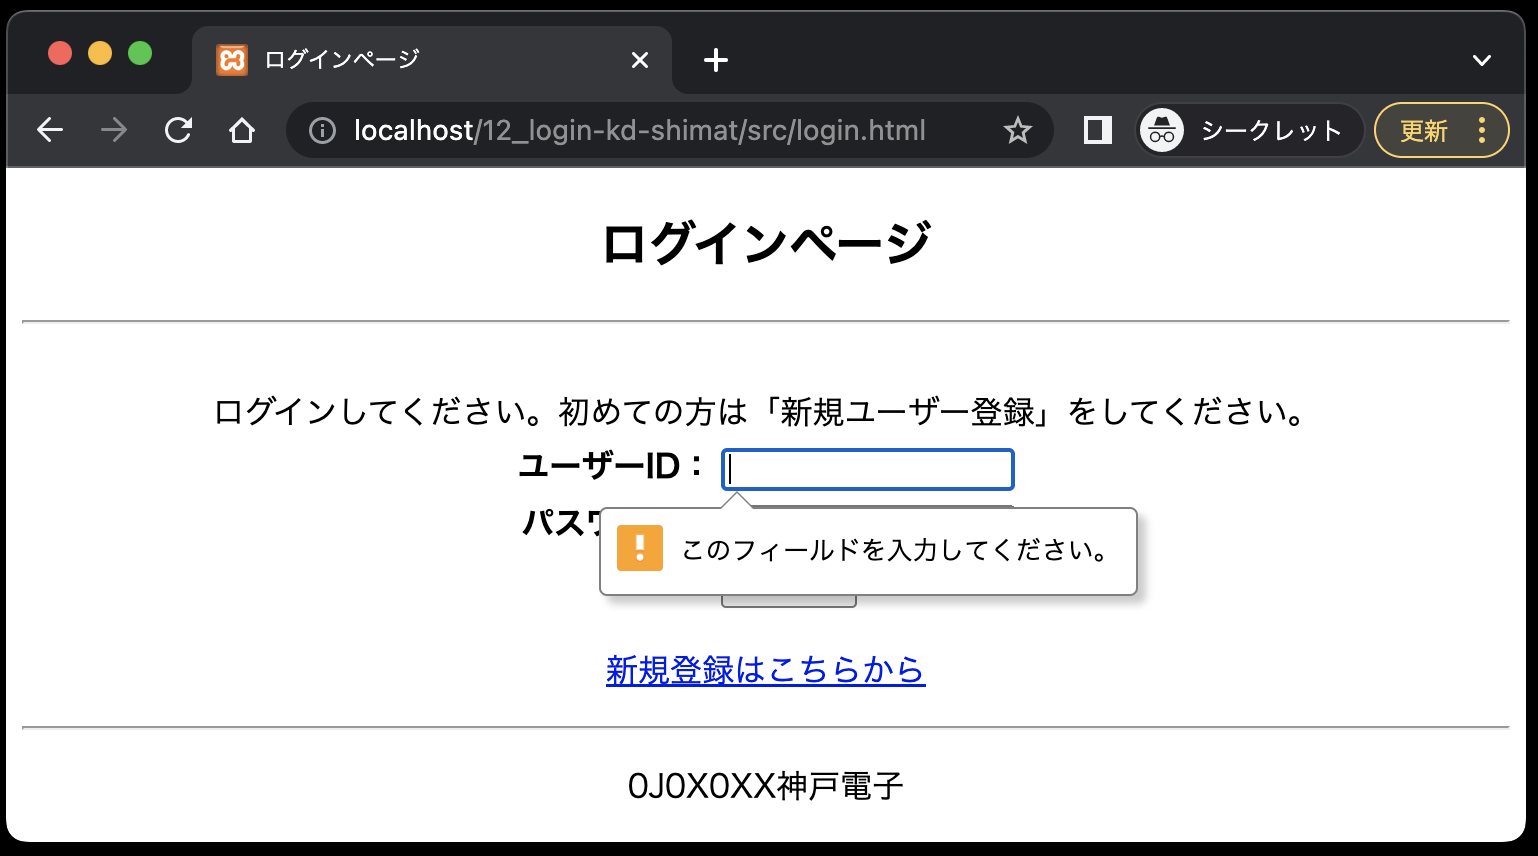 ログインページ
localhost/12_login-kd-shimat/src/login.html
シークレット
更新
ログインページ
ログインしてください。初めての方は「新規ユーザー登録」をしてください。
ユーザーID：
パスワ
このフィールドを入力してください。
新規登録はこちらから
0J0X0XX神戸電子